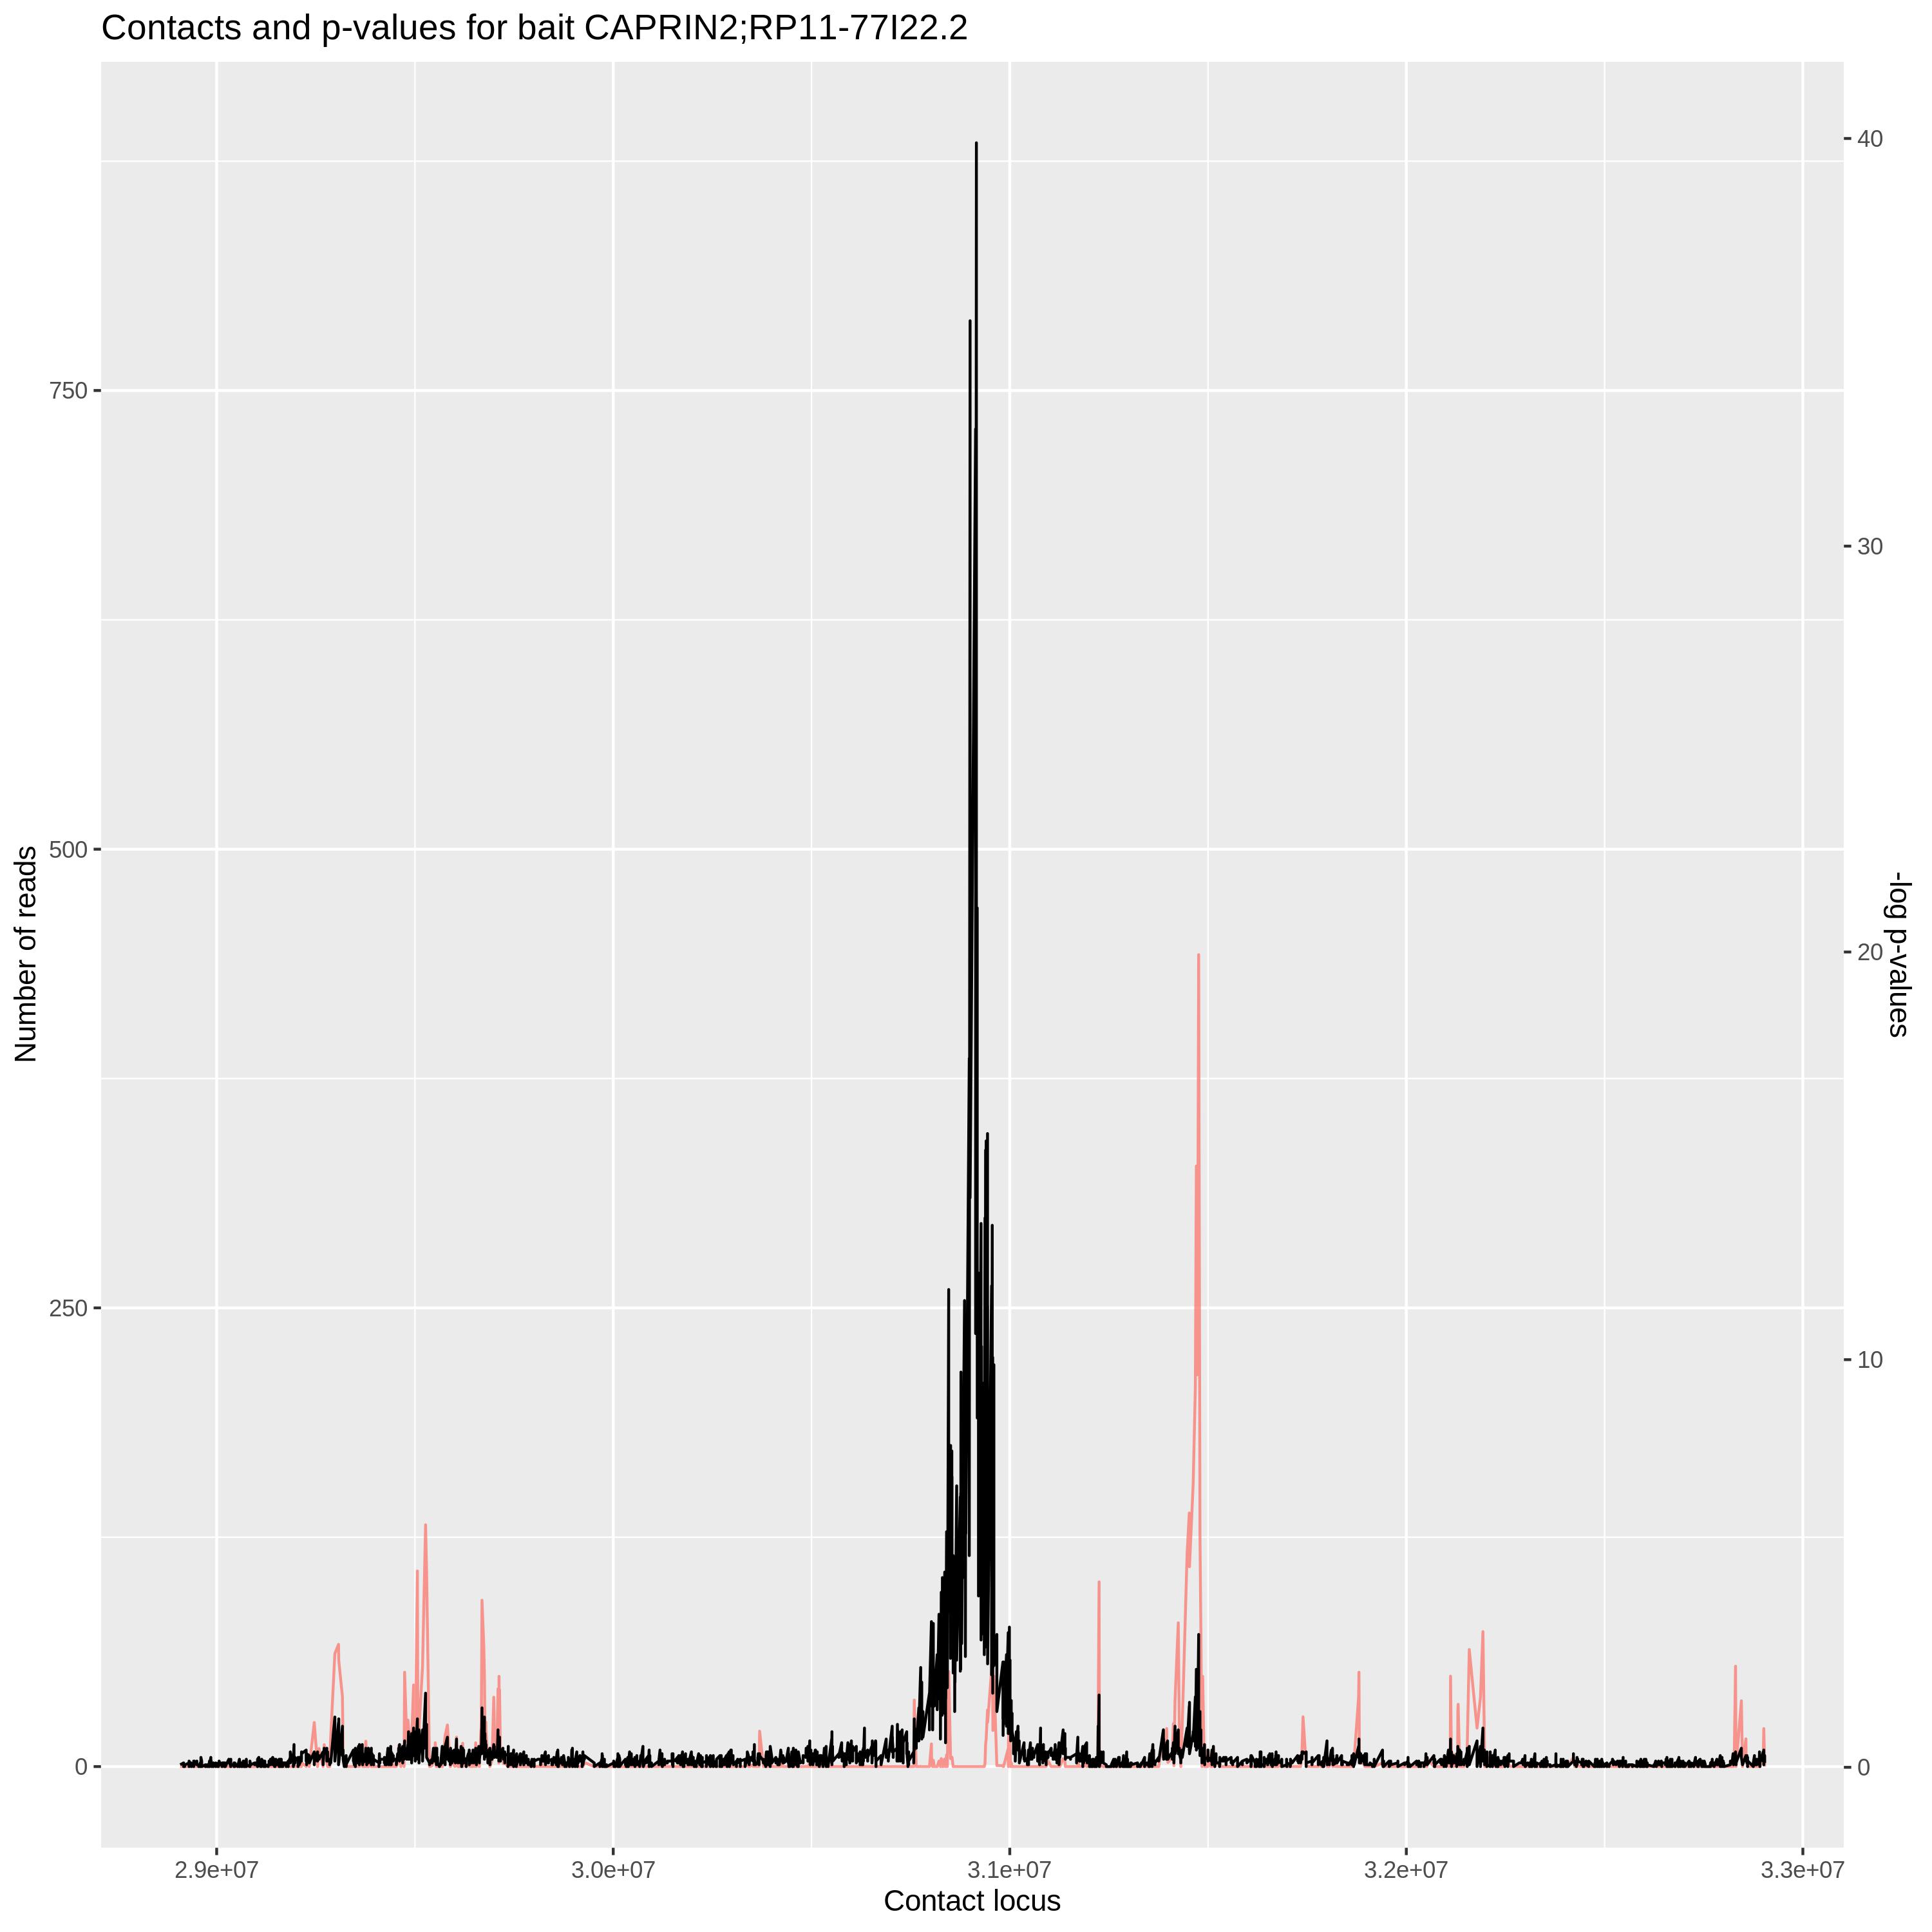 Contacts and p-values for bait CAPRIN2;RP11-77I22.2
Number of reads
750
500
250
0
40
30
20
10
0
-log p-values
2.9e+07
3.0e+07
3.1e+07
3.2e+07
3.3e+07
Contact locus